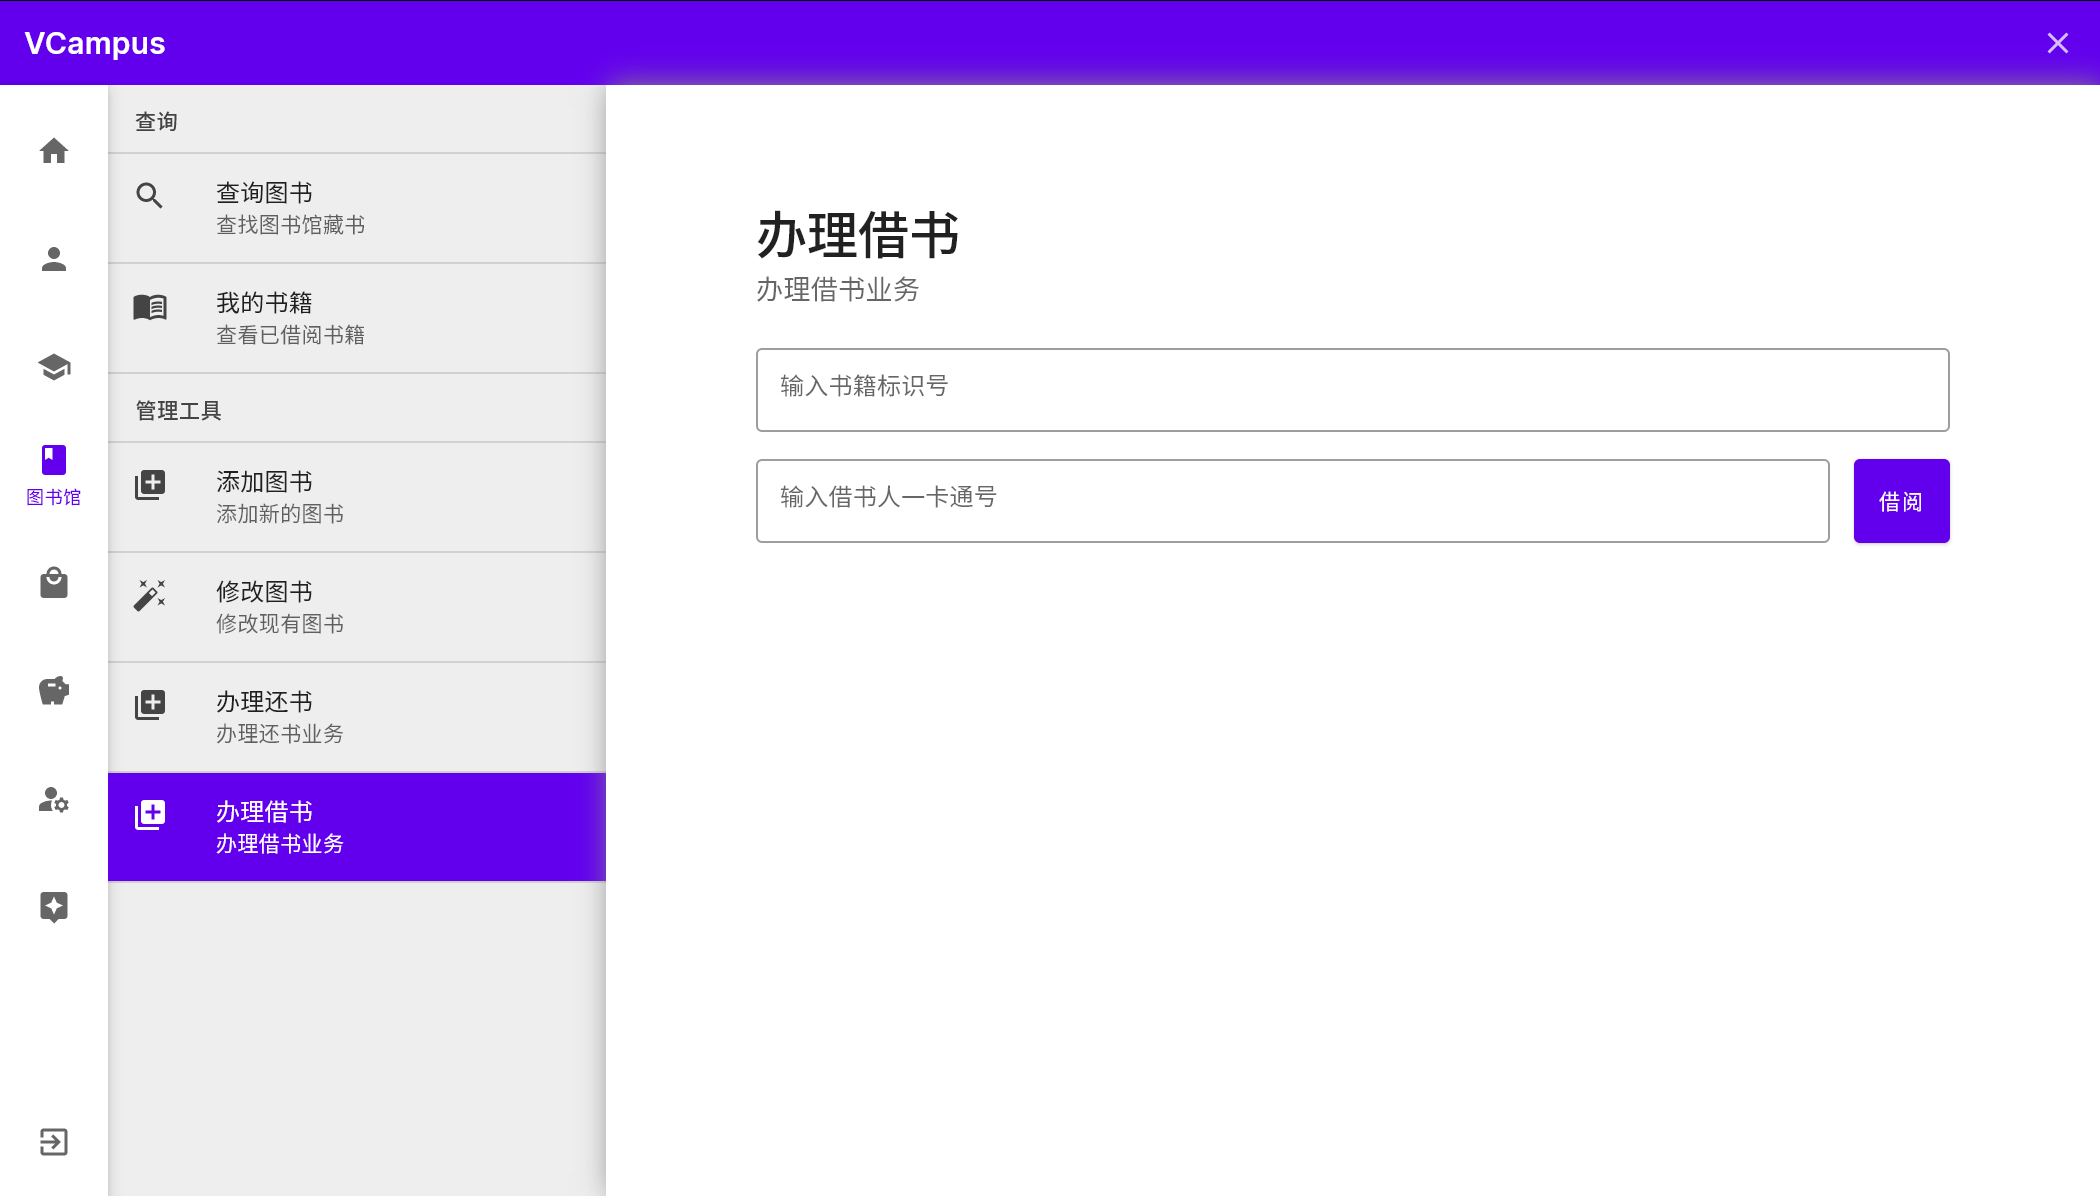 VCampus
图书馆
查询
查询图书
查找图书馆藏书
我的书籍
查看已借阅书籍
管理工具
添加图书
添加新的图书
修改图书
修改现有图书
办理还书
办理还书业务
办理借书
办理借书业务
办理借书
办理借书业务
输入书籍标识号
输入借书人一卡通号
借阅